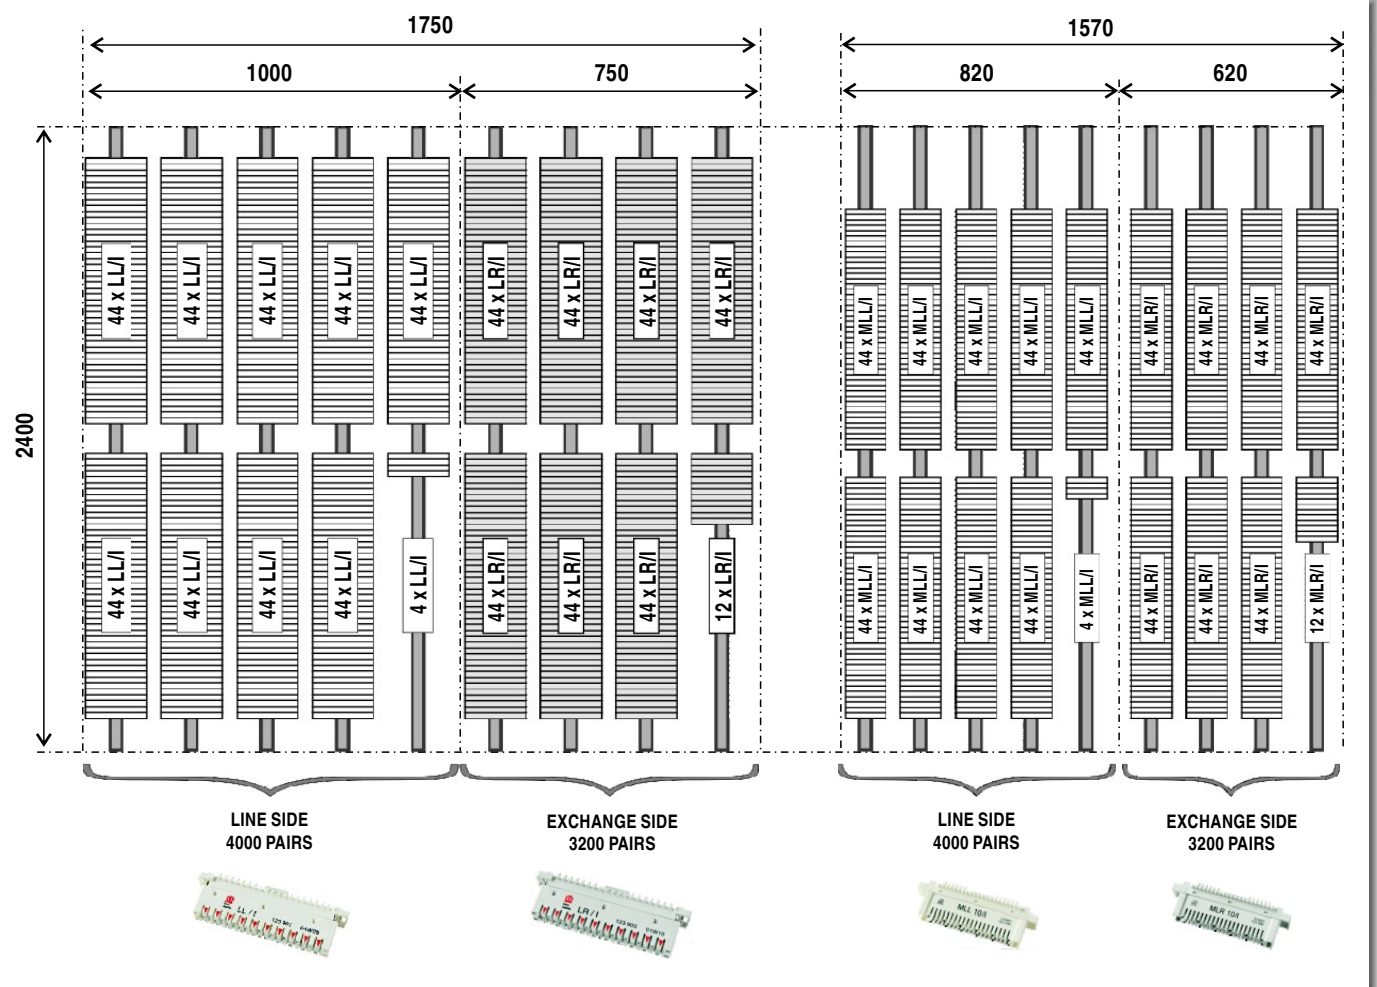 1750
1570
1000
750
820
620
2400
44 x LL/I
44 x LL/I
44 x LL/I
44 x LL/I
44 x LL/I
44 x LR/I
44 x LR/I
44 x LR/I
44 x LR/I
44 x MLL/I
44 x MLL/I
44 x MLL/I
44 x MLL/I
44 x MLL/I
44 x MLR/I
44 x MLR/I
44 x MLR/I
44 x MLR/I
44 x LL/I
44 x LL/I
44 x LL/I
44 x LL/I
4 x LL/I
44 x LR/I
44 x LR/I
44 x LR/I
12 x LR/I
44 x MLL/I
44 x MLL/I
44 x MLL/I
44 x MLL/I
4 x MLL/I
44 x MLR/I
44 x MLR/I
44 x MLR/I
12 x MLR/I
LINE SIDE
4000 PAIRS
EXCHANGE SIDE
3200 PAIRS
LINE SIDE
4000 PAIRS
EXCHANGE SIDE
3200 PAIRS
LL / I
LR / I
MLL 10/I
MLR 10/I